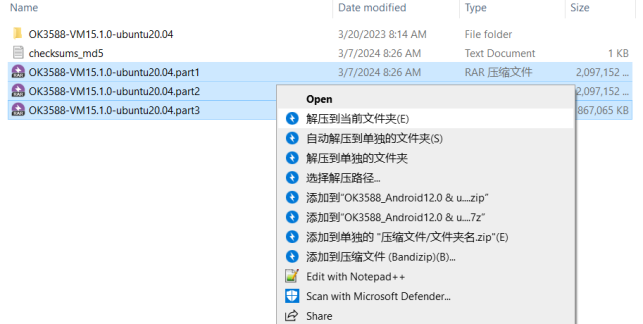 Name Date modified Type Size
OK3588-VM15.1.0-ubuntu20.04 3/20/2023 8:14 AM File folder
checksums_md5 3/7/2024 8:26 AM Text Document 1 KB
OK3588-VM15.1.0-ubuntu20.04.part1 3/7/2024 8:26 AM RAR 压缩文件 2,097,152 ...
OK3588-VM15.1.0-ubuntu20.04.part2 2,097,152 ...
OK3588-VM15.1.0-ubuntu20.04.part3 867,065 KB
Open
解压到当前文件夹(E)
自动解压到单独的文件夹(S)
解压到单独的文件夹
选择解压路径...
添加到“OK3588_Android12.0 & u....zip”
添加到“OK3588_Android12.0 & u....7z”
添加到单独的 “压缩文件/文件夹名.zip”(E)
添加到压缩文件 (Bandizip)(B)...
Edit with Notepad++
Scan with Microsoft Defender...
Share